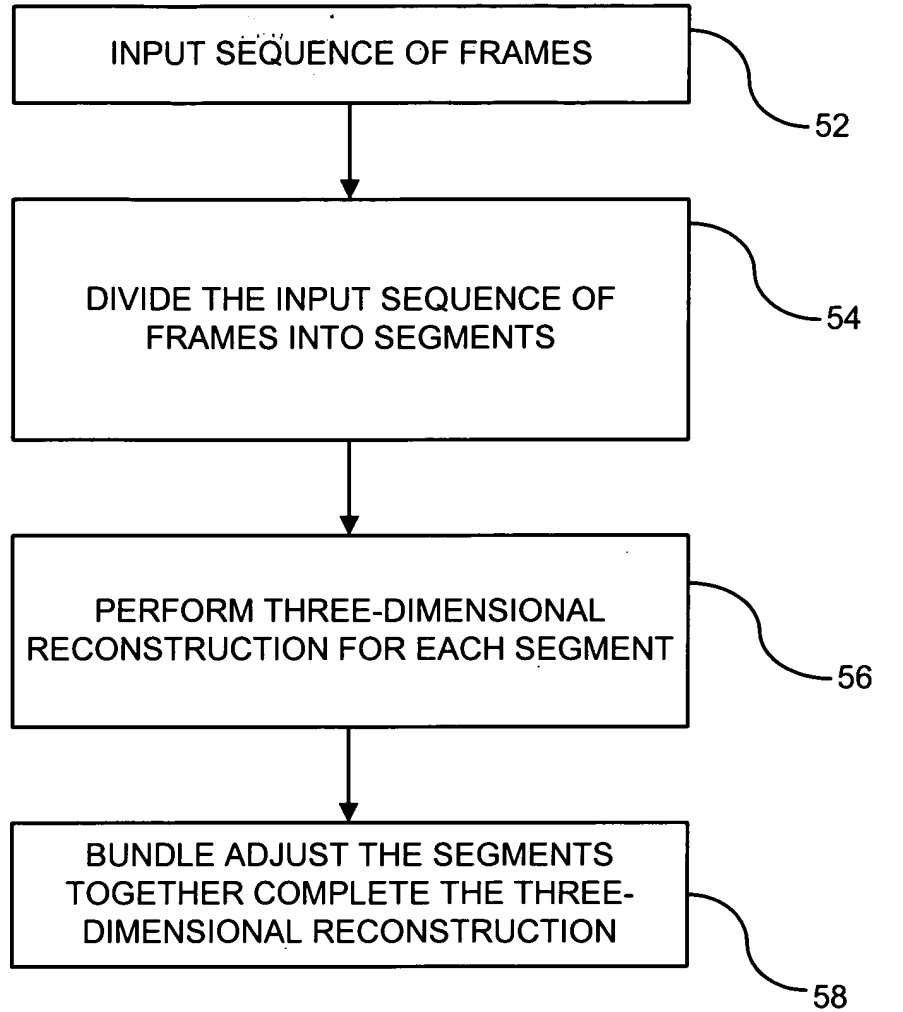 INPUT SEQUENCE OF FRAMES
52
DIVIDE THE INPUT SEQUENCE OF
FRAMES INTO SEGMENTS
54
PERFORM THREE-DIMENSIONAL
RECONSTRUCTION FOR EACH SEGMENT
56
BUNDLE ADJUST THE SEGMENTS
TOGETHER COMPLETE THE THREE-
DIMENSIONAL RECONSTRUCTION
58